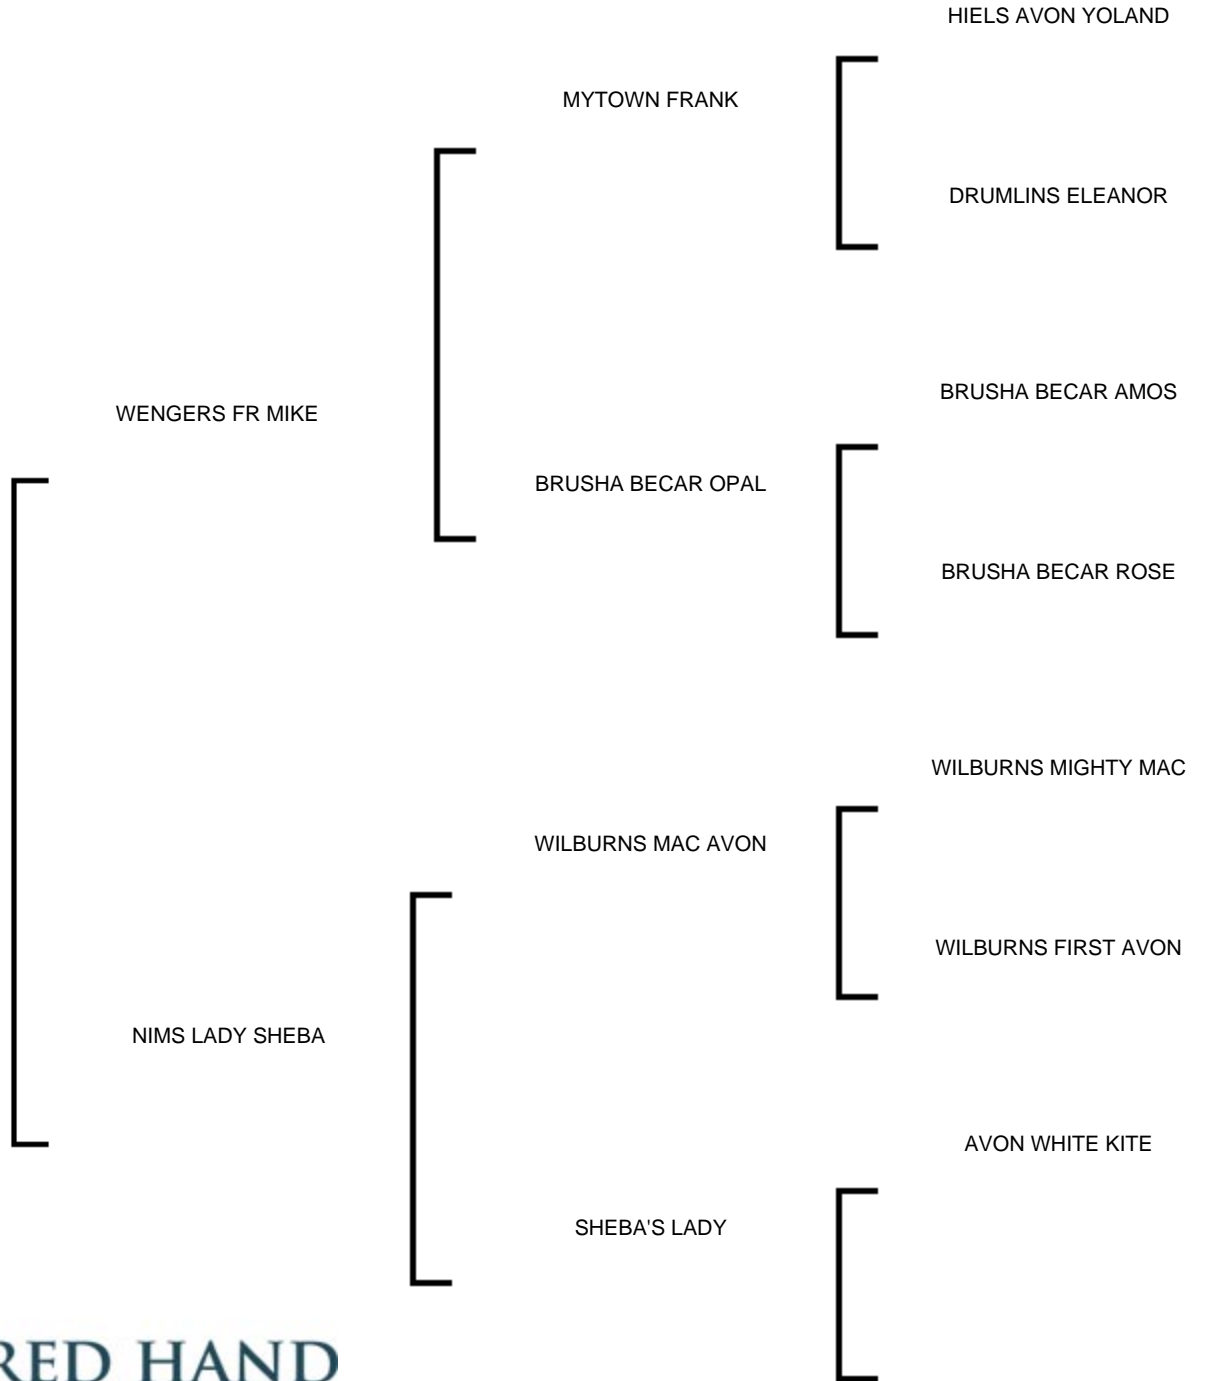 HIELS AVON YOLAND
MYTOWN FRANK
DRUMLINS ELEANOR
BRUSHA BECAR AMOS
WENGERS FR MIKE
BRUSHA BECAR OPAL
BRUSHA BECAR ROSE
WILBURNS MIGHTY MAC
WILBURNS MAC AVON
WILBURNS FIRST AVON
NIMS LADY SHEBA
AVON WHITE KITE
SHEBA'S LADY
RED HAND